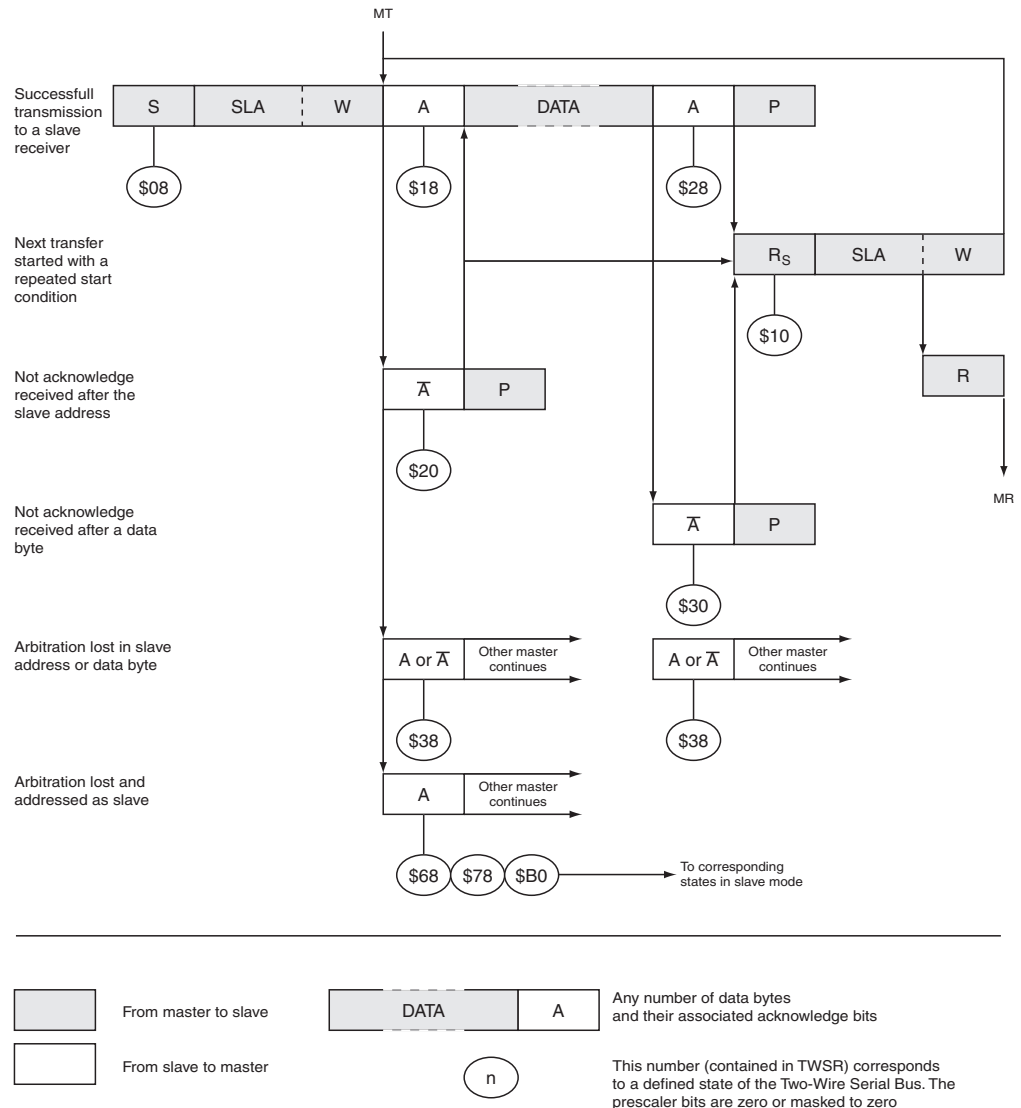 MT
Successfull
transmission
to a slave
receiver
S SLA W A DATA A P
$08 $18 $28
Next transfer
started with a
repeated start
condition
RS SLA W
$10
Not acknowledge
received after the
slave address
A̅ P
R
$20
MR
Not acknowledge
received after a data
byte
A̅ P
$30
Arbitration lost in slave
address or data byte
A or A̅
Other master
continues
A or A̅
Other master
continues
$38 $38
Arbitration lost and
addressed as slave
A
Other master
continues
$68 $78 $B0
To corresponding
states in slave mode
From master to slave
DATA A
Any number of data bytes
and their associated acknowledge bits
From slave to master
n
This number (contained in TWSR) corresponds
to a defined state of the Two-Wire Serial Bus. The
prescaler bits are zero or masked to zero